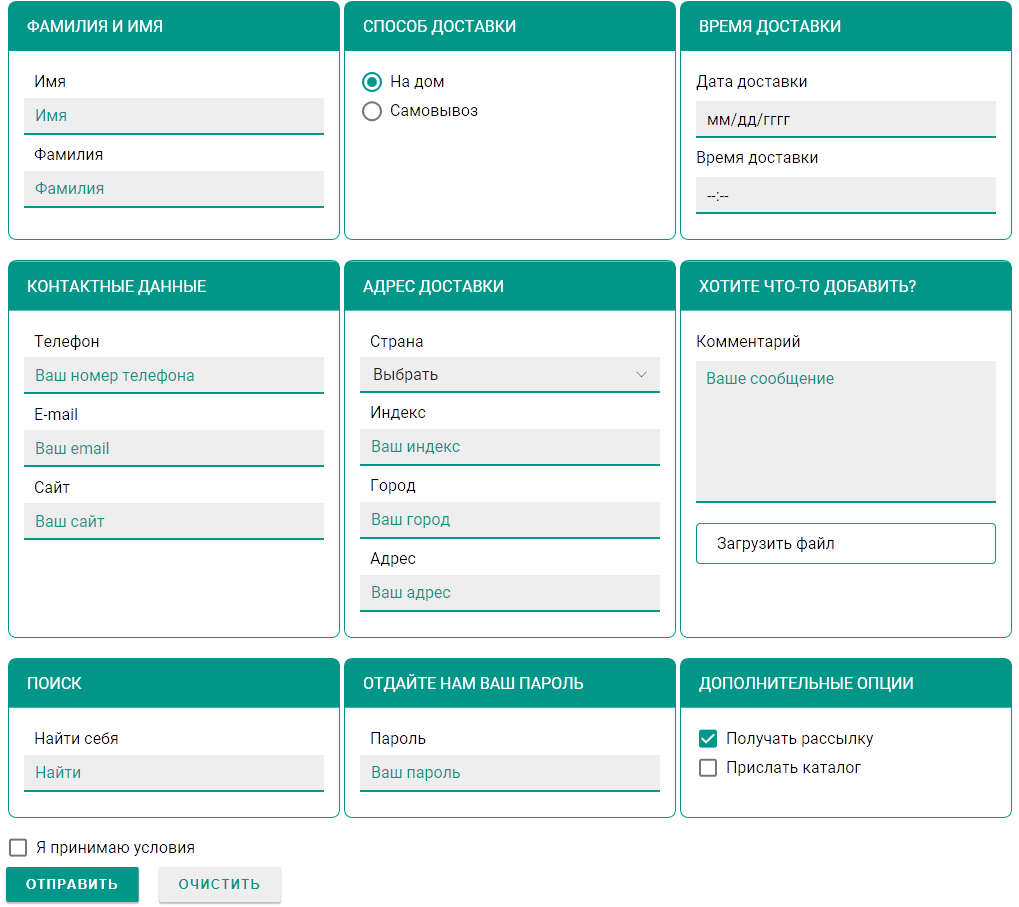 ФАМИЛИЯ И ИМЯ
Имя
Имя
Фамилия
Фамилия
СПОСОБ ДОСТАВКИ
На дом
Самовывоз
ВРЕМЯ ДОСТАВКИ
Дата доставки
мм/дд/гггг
Время доставки
--:--
КОНТАКТНЫЕ ДАННЫЕ
Телефон
Ваш номер телефона
E-mail
Ваш email
Сайт
Ваш сайт
АДРЕС ДОСТАВКИ
Страна
Выбрать
Индекс
Ваш индекс
Город
Ваш город
Адрес
Ваш адрес
ХОТИТЕ ЧТО-ТО ДОБАВИТЬ?
Комментарий
Ваше сообщение
Загрузить файл
ПОИСК
Найти себя
Найти
ОТДАЙТЕ НАМ ВАШ ПАРОЛЬ
Пароль
Ваш пароль
ДОПОЛНИТЕЛЬНЫЕ ОПЦИИ
Получать рассылку
Прислать каталог
Я принимаю условия
ОТПРАВИТЬ
ОЧИСТИТЬ